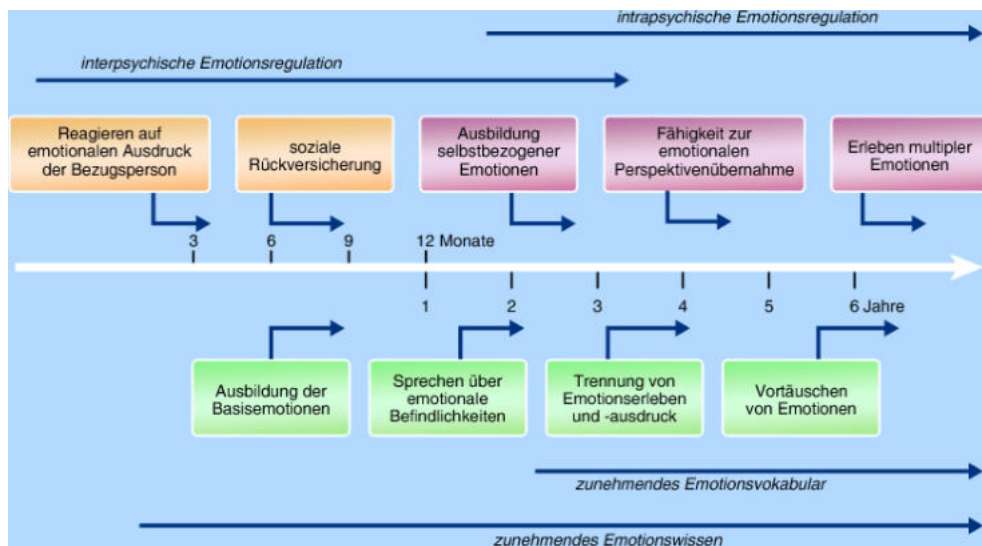 intrapsychische Emotionsregulation
interpsychische Emotionsregulation
Reagieren auf
emotionalen Ausdruck
der Bezugsperson
soziale
Rückversicherung
Ausbildung
selbstbezogener
Emotionen
Fähigkeit zur
emotionalen
Perspektivenübernahme
Erleben multipler
Emotionen
3 6 9 12 Monate
1 2 3 4 5 6 Jahre
Ausbildung der
Basisemotionen
Sprechen über
emotionale
Befindlichkeiten
Trennung von
Emotionserleben
und -ausdruck
Vortäuschen
von Emotionen
zunehmendes Emotionsvokabular
zunehmendes Emotionswissen